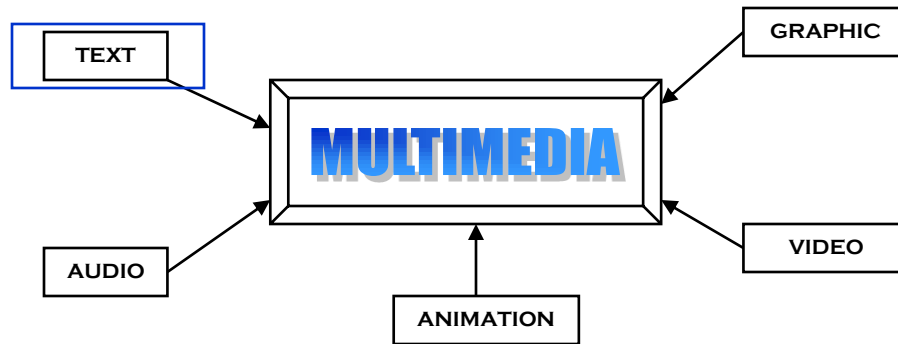 TEXT
GRAPHIC
MULTIMEDIA
AUDIO
VIDEO
ANIMATION